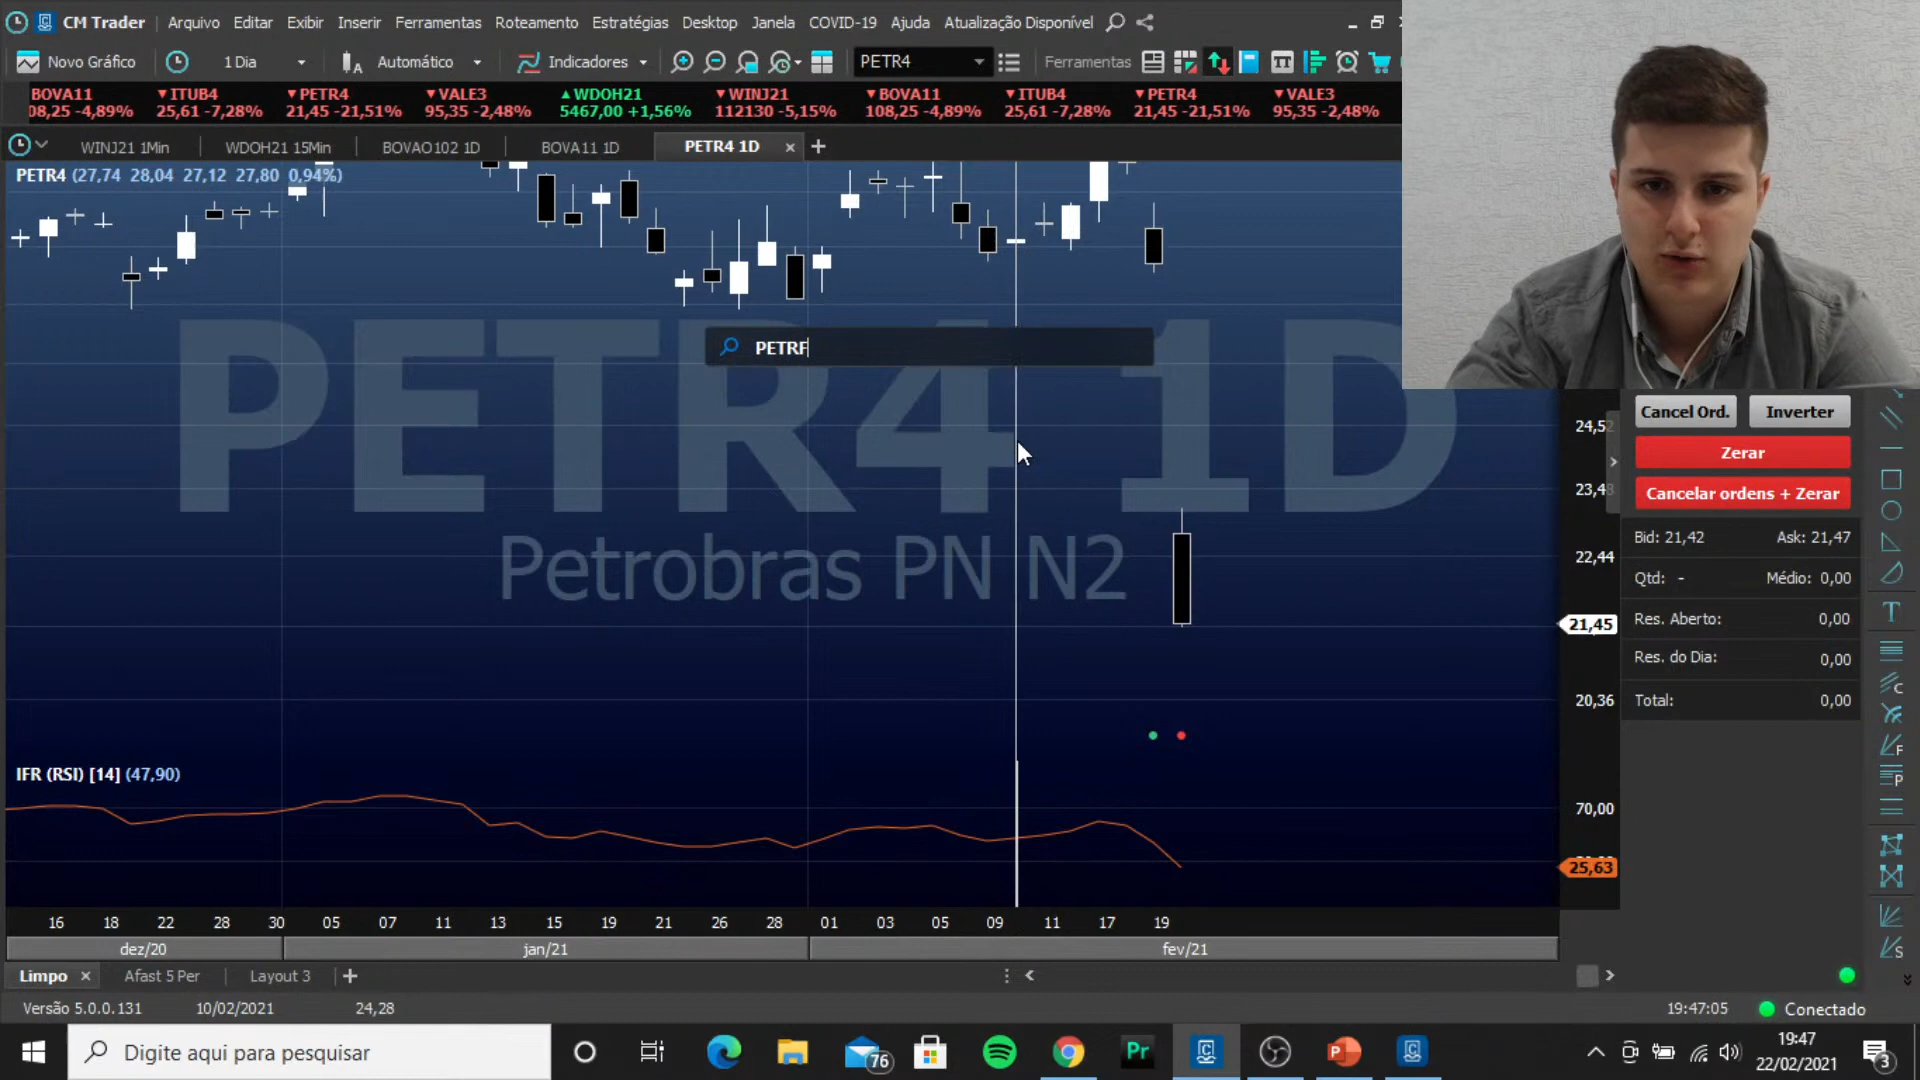 CM Trader Arquivo Editar Exibir Inserir Ferramentas Roteamento Estratégias Desktop Janela COVID-19 Ajuda Atualização Disponível
Novo Gráfico 1 Dia Automático Indicadores PETR4 Ferramentas
BOVA11 ▼ITUB4 ▼PETR4 ▼VALE3 ▲WDOH21 ▼WINJ21 ▼BOVA11 ▼ITUB4 ▼PETR4 ▼VALE3
08,25 -4,89% 25,61 -7,28% 21,45 -21,51% 95,35 -2,48% 5467,00 +1,56% 112130 -5,15% 108,25 -4,89% 25,61 -7,28% 21,45 -21,51% 95,35 -2,48%
WINJ21 1Min WDOH21 15Min BOVAO102 1D BOVA11 1D PETR4 1D
PETR4 (27,74 28,04 27,12 27,80 0,94%)
PETRF
PETR4 1D
Petrobras PN N2
Cancel Ord. Inverter
Zerar
Cancelar ordens + Zerar
Bid: 21,42 Ask: 21,47
Qtd: - Médio: 0,00
Res. Aberto: 0,00
Res. do Dia: 0,00
Total: 0,00
24,52
23,48
22,44
21,45
20,36
IFR (RSI) [14] (47,90)
70,00
25,63
16 18 22 28 30 05 07 11 13 15 19 21 26 28 01 03 05 09 11 17 19
dez/20 jan/21 fev/21
Limpo Afast 5 Per Layout 3
Versão 5.0.0.131 10/02/2021 24,28 19:47:05 Conectado
Digite aqui para pesquisar 76 Pr 19:47
22/02/2021 3